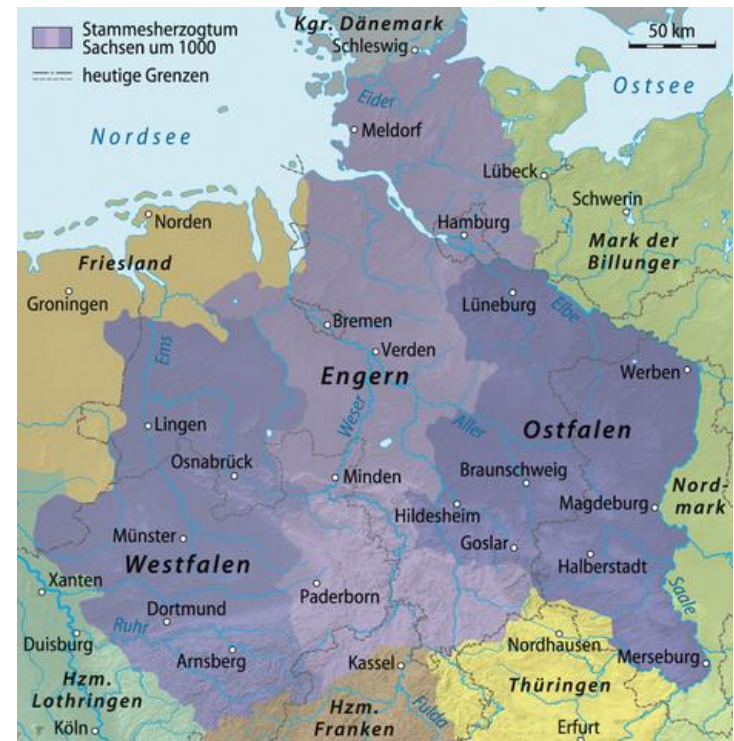 Stammesherzogtum
Sachsen um 1000
heutige Grenzen
Kgr. Dänemark
50 km
Schleswig
Ostsee
Eider
Nordsee
Meldorf
Lübeck
Schwerin
Norden
Hamburg
Mark der
Billunger
Friesland
Groningen
Lüneburg
Elbe
Bremen
Ems
Verden
Engern
Werben
Weser
Aller
Lingen
Ostfalen
Osnabrück
Braunschweig
Minden
Nord-
mark
Hildesheim
Magdeburg
Münster
Goslar
Westfalen
Halberstadt
Xanten
Paderborn
Saale
Dortmund
Ruhr
Duisburg
Nordhausen
Arnsberg
Kassel
Merseburg
Hzm.
Lothringen
Thüringen
Hzm.
Franken
Fulda
Köln
Erfurt